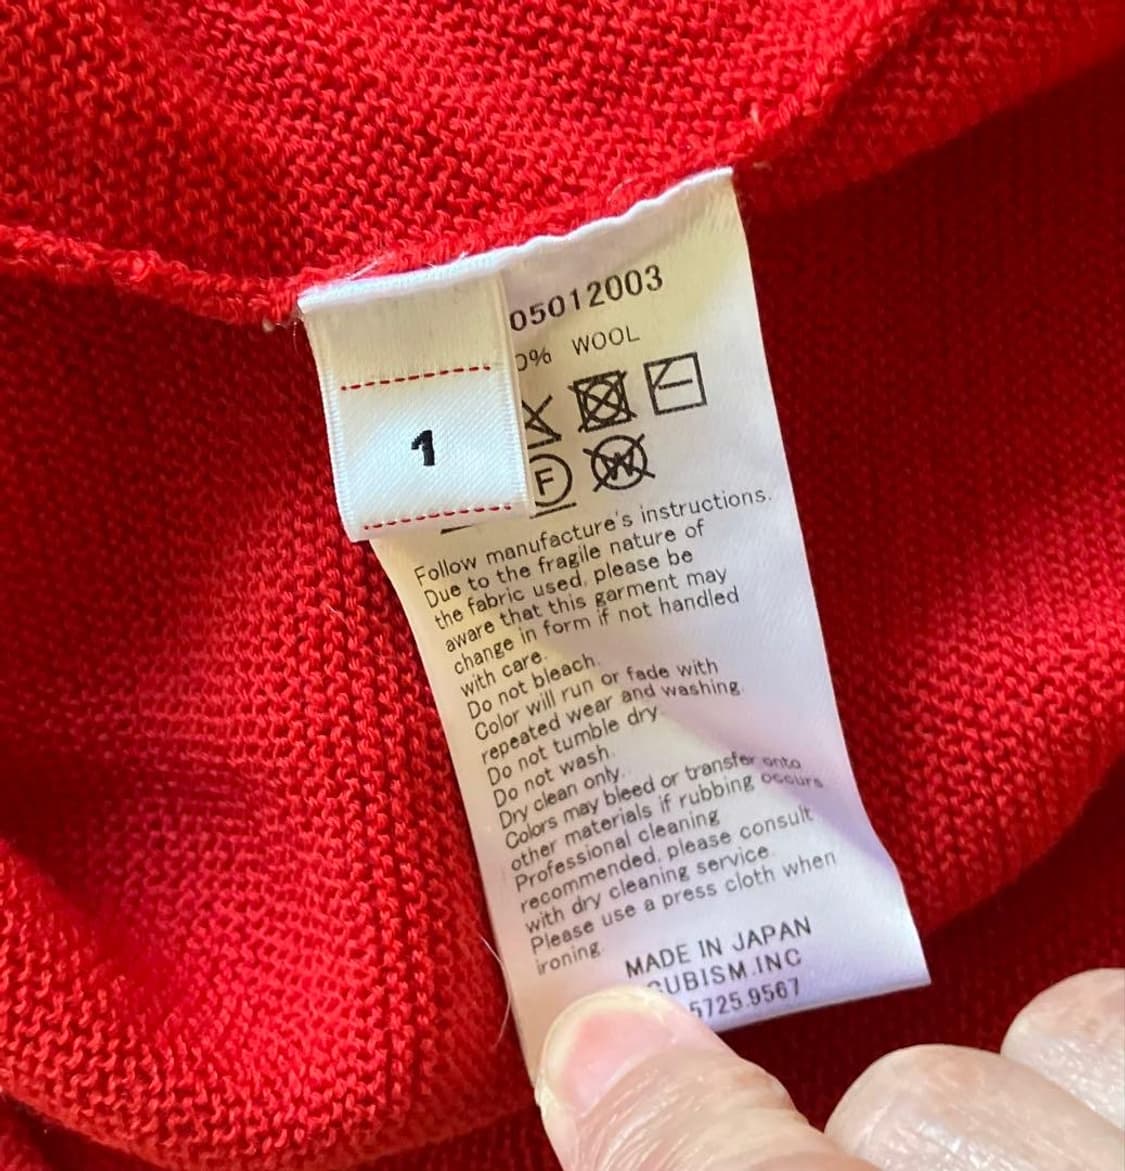 05012003
0% WOOL
1
F
W
Follow manufacture's instructions.
Due to the fragile nature of
the fabric used, please be
aware that this garment may
change in form if not handled
with care.
Do not bleach.
Color will run or fade with
repeated wear and washing.
Do not tumble dry.
Do not wash.
Dry clean only.
Colors may bleed or transfer onto
other materials if rubbing occurs
Professional cleaning
recommended, please consult
with dry cleaning service.
Please use a press cloth when
ironing.
MADE IN JAPAN
CUBISM.INC
5725.9567